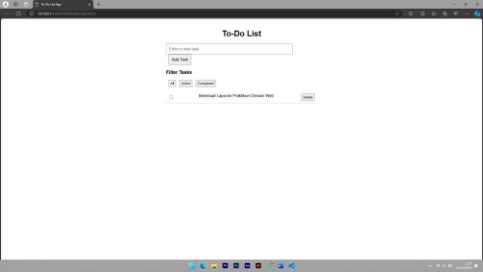 To-Do List App
To-Do List
Enter a new task
Add Task
Filter Tasks
All
Active
Completed
Membuat Laporan Praktikum Desain Web
Delete